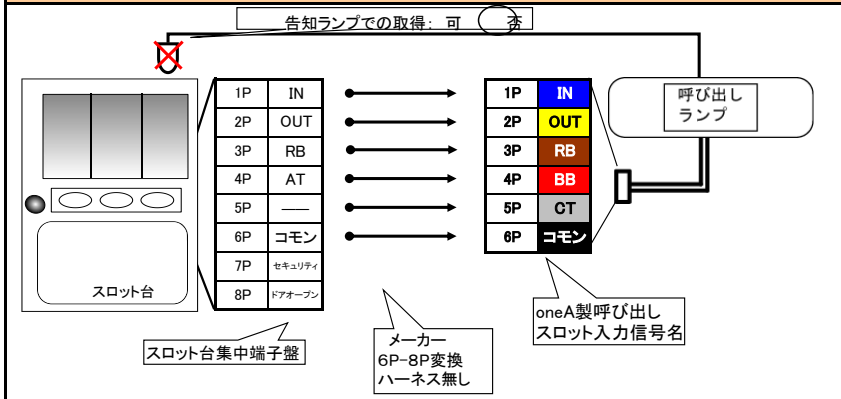 告知ランプでの取得: 可 否
呼び出し
ランプ
1P IN
2P OUT
3P RB
4P AT
5P ——
6P コモン
7P セキュリティ
8P ドアオープン
1P IN
2P OUT
3P RB
4P BB
5P CT
6P コモン
スロット台
スロット台集中端子盤
メーカー
6P-8P変換
ハーネス無し
oneA製呼び出し
スロット入力信号名